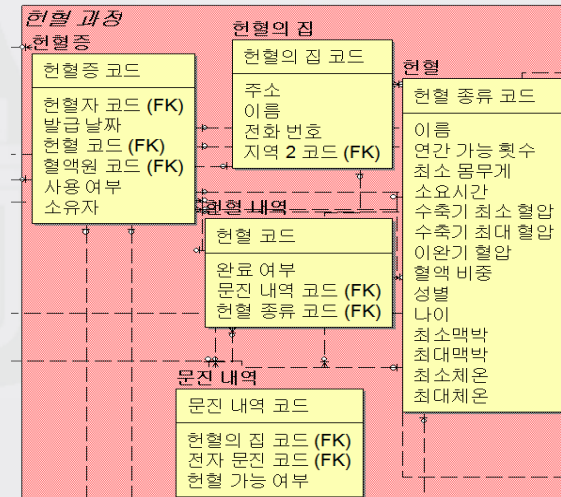 헌혈 과정
헌혈증
헌혈증 코드
헌혈자 코드 (FK)
발급 날짜
헌혈 코드 (FK)
혈액원 코드 (FK)
사용 여부
소유자
헌혈의 집
헌혈의 집 코드
주소
이름
전화 번호
지역 2 코드 (FK)
헌혈
헌혈 종류 코드
이름
연간 가능 횟수
최소 몸무게
소요시간
수축기 최소 혈압
수축기 최대 혈압
이완기 혈압
혈액 비중
성별
나이
최소맥박
최대맥박
최소체온
최대체온
헌혈 내역
헌혈 코드
완료 여부
문진 내역 코드 (FK)
헌혈 종류 코드 (FK)
문진 내역
문진 내역 코드
헌혈의 집 코드 (FK)
전자 문진 코드 (FK)
헌혈 가능 여부